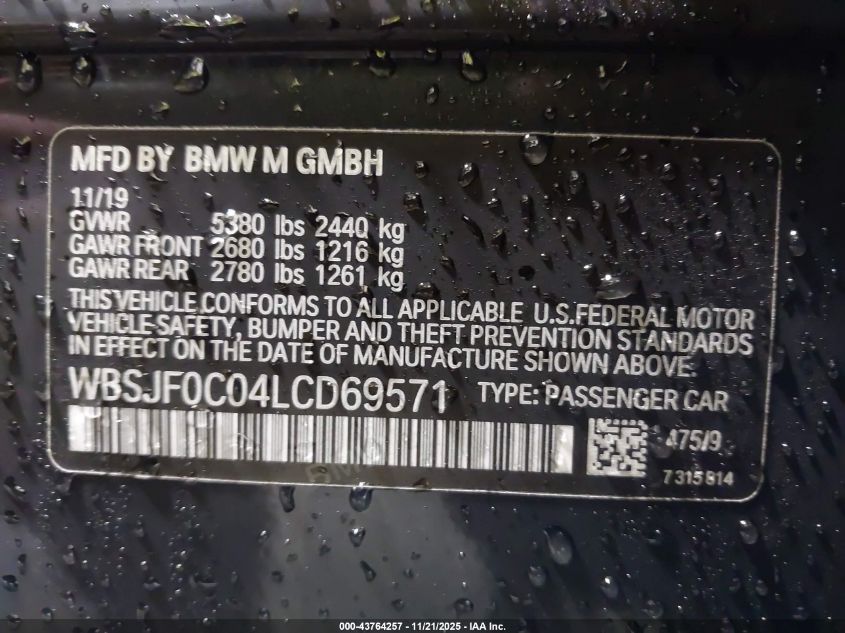 MFD BY BMW M GMBH
11/19
GVWR 5380 lbs 2440 kg
GAWR FRONT 2680 lbs 1216 kg
GAWR REAR 2780 lbs 1261 kg
THIS VEHICLE CONFORMS TO ALL APPLICABLE U.S.FEDERAL MOTOR
VEHICLE SAFETY, BUMPER AND THEFT PREVENTION STANDARDS
IN EFFECT ON THE DATE OF MANUFACTURE SHOWN ABOVE.
WBSJF0C04LCD69571 TYPE: PASSENGER CAR
475/9
7315814
000-43764257 - 11/21/2025 - IAA Inc.